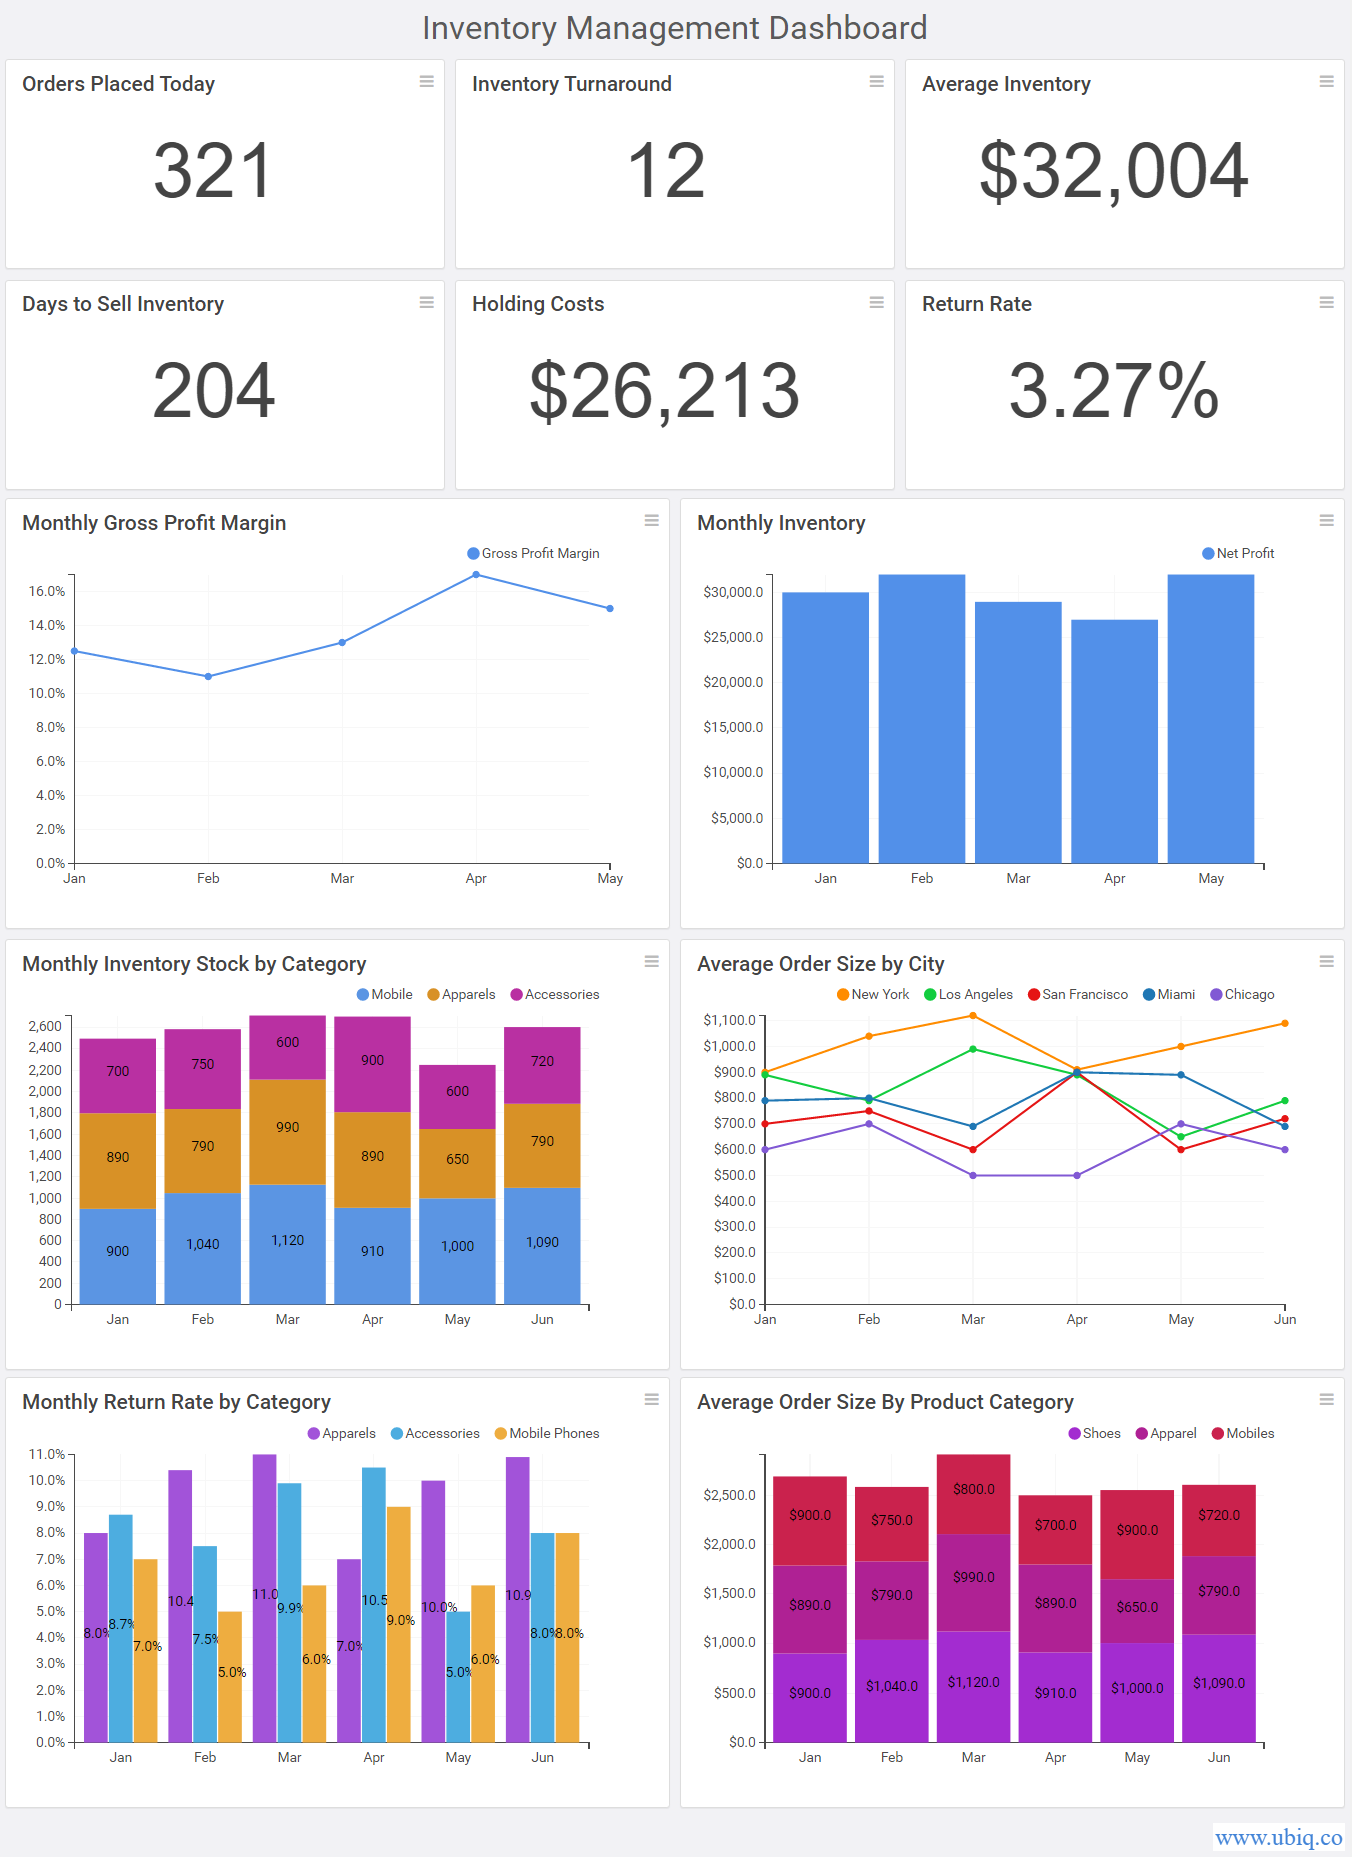 Inventory Management Dashboard
Orders Placed Today
321
Inventory Turnaround
12
Average Inventory
$32,004
Days to Sell Inventory
204
Holding Costs
$26,213
Return Rate
3.27%
Monthly Gross Profit Margin
Gross Profit Margin
16.0%
14.0%
12.0%
10.0%
8.0%
6.0%
4.0%
2.0%
0.0%
Jan Feb Mar Apr May
Monthly Inventory
Net Profit
$30,000.0
$25,000.0
$20,000.0
$15,000.0
$10,000.0
$5,000.0
$0.0
Jan Feb Mar Apr May
Monthly Inventory Stock by Category
Mobile Apparels Accessories
2,600
2,400
2,200
2,000
1,800
1,600
1,400
1,200
1,000
800
600
400
200
0
700 750 600 900 600 720
890 790 990 890 650 790
900 1,040 1,120 910 1,000 1,090
Jan Feb Mar Apr May Jun
Average Order Size by City
New York Los Angeles San Francisco Miami Chicago
$1,100.0
$1,000.0
$900.0
$800.0
$700.0
$600.0
$500.0
$400.0
$300.0
$200.0
$100.0
$0.0
Jan Feb Mar Apr May Jun
Monthly Return Rate by Category
Apparels Accessories Mobile Phones
11.0%
10.0%
9.0%
8.0%
7.0%
6.0%
5.0%
4.0%
3.0%
2.0%
1.0%
0.0%
8.0% 8.7% 7.0% 10.4 7.5% 5.0% 11.0 9.9% 6.0% 7.0% 10.5 9.0% 10.0% 5.0% 6.0% 10.9 8.0% 8.0%
Jan Feb Mar Apr May Jun
Average Order Size By Product Category
Shoes Apparel Mobiles
$2,500.0
$2,000.0
$1,500.0
$1,000.0
$500.0
$0.0
$900.0 $750.0 $800.0 $700.0 $900.0 $720.0
$890.0 $790.0 $990.0 $890.0 $650.0 $790.0
$900.0 $1,040.0 $1,120.0 $910.0 $1,000.0 $1,090.0
Jan Feb Mar Apr May Jun
www.ubiq.co